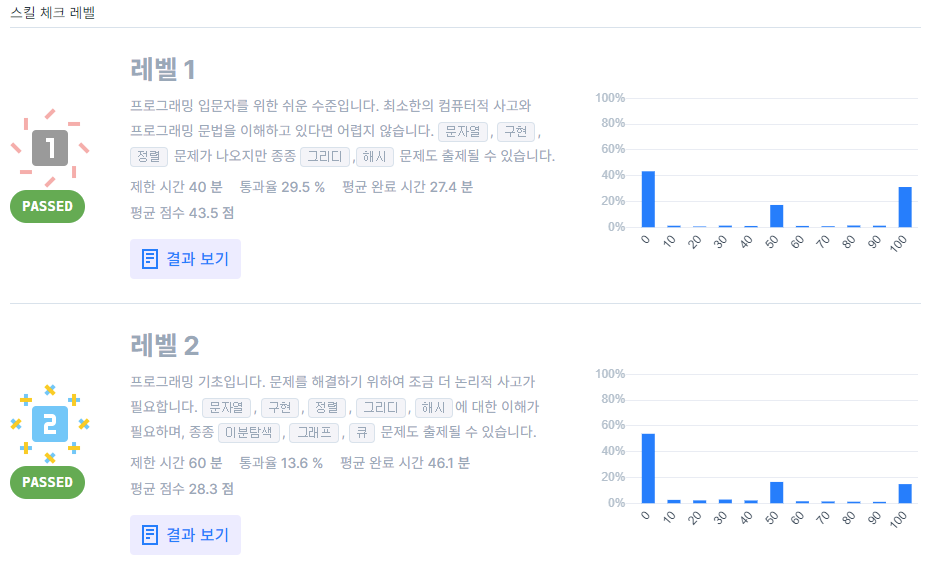 스킬 체크 레벨
레벨 1
프로그래밍 입문자를 위한 쉬운 수준입니다. 최소한의 컴퓨터적 사고와
프로그래밍 문법을 이해하고 있다면 어렵지 않습니다. 문자열 , 구현 ,
정렬 문제가 나오지만 종종 그리디 , 해시 문제도 출제될 수 있습니다.
제한 시간 40 분 통과율 29.5 % 평균 완료 시간 27.4 분
평균 점수 43.5 점
1
PASSED
결과 보기
100%
80%
60%
40%
20%
0%
0 10 20 30 40 50 60 70 80 90 100
레벨 2
프로그래밍 기초입니다. 문제를 해결하기 위하여 조금 더 논리적 사고가
필요합니다. 문자열 , 구현 , 정렬 , 그리디 , 해시 에 대한 이해가
필요하며, 종종 이분탐색 , 그래프 , 큐 문제도 출제될 수 있습니다.
제한 시간 60 분 통과율 13.6 % 평균 완료 시간 46.1 분
평균 점수 28.3 점
2
PASSED
결과 보기
100%
80%
60%
40%
20%
0%
0 10 20 30 40 50 60 70 80 90 100